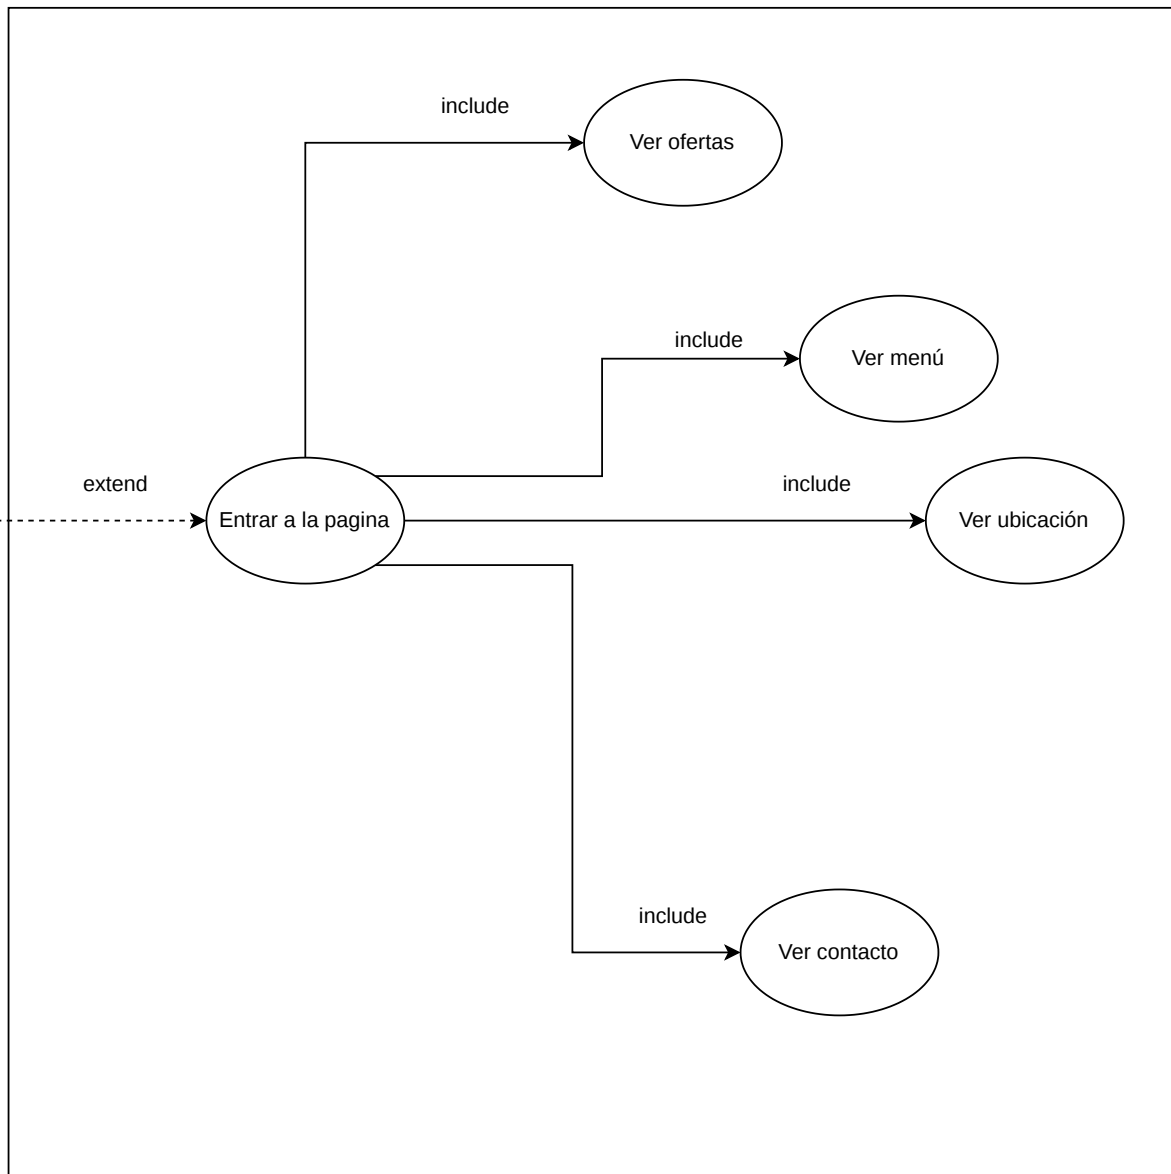 include
Ver ofertas
include
Ver menú
extend
include
Entrar a la pagina
Ver ubicación
include
Ver contacto